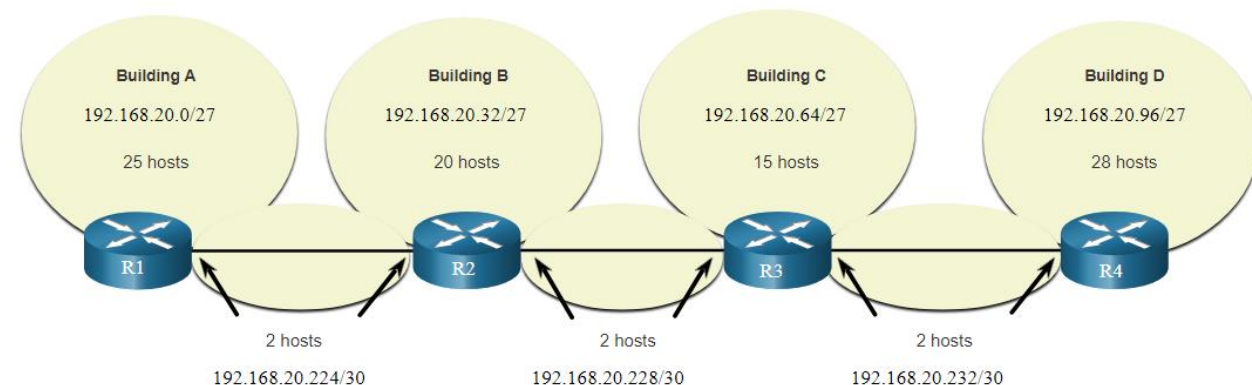 Building A
192.168.20.0/27
25 hosts
Building B
192.168.20.32/27
20 hosts
Building C
192.168.20.64/27
15 hosts
Building D
192.168.20.96/27
28 hosts
R1
R2
R3
R4
2 hosts
192.168.20.224/30
2 hosts
192.168.20.228/30
2 hosts
192.168.20.232/30